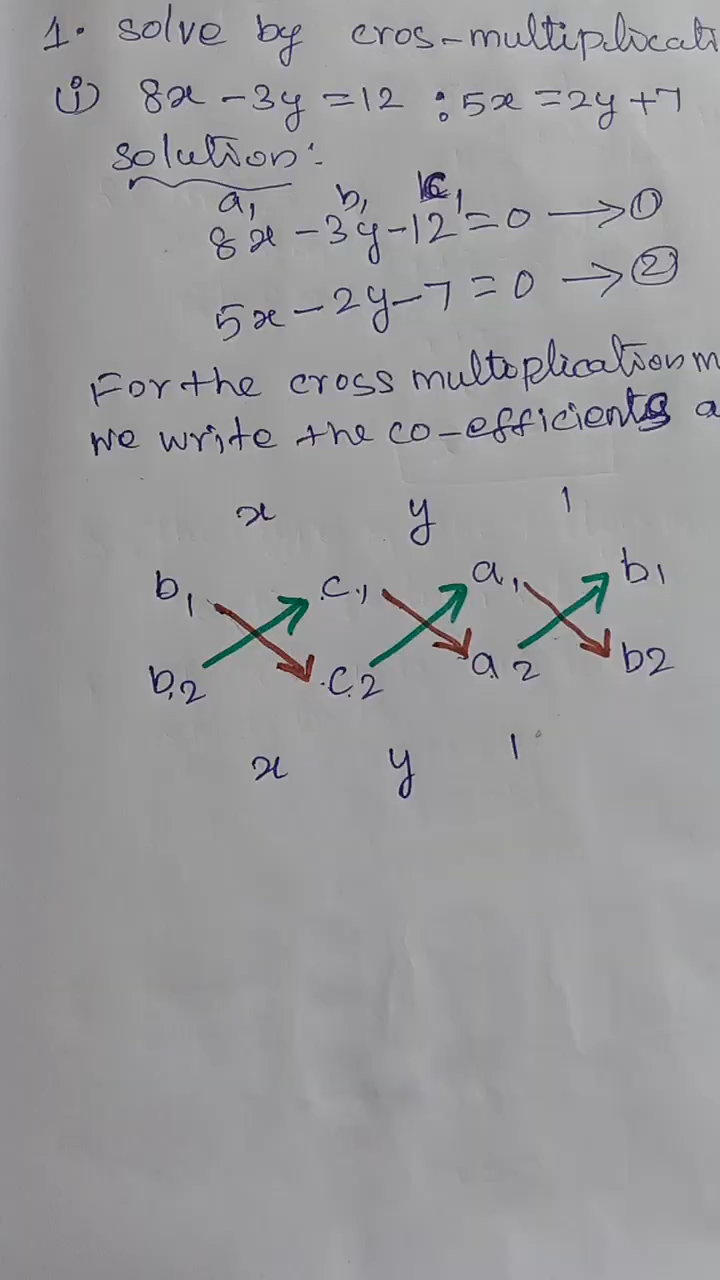 1. solve by cros-multiplicati
(i) 8x - 3y = 12 : 5x = 2y + 7
solution:
a1 b1 c1
8x - 3y - 12 = 0 → ①
5x - 2y - 7 = 0 → ②
For the cross multiplication m
we write the co-efficients a
x y 1
b1 c1 a1 b1
b2 c2 a2 b2
x y 1